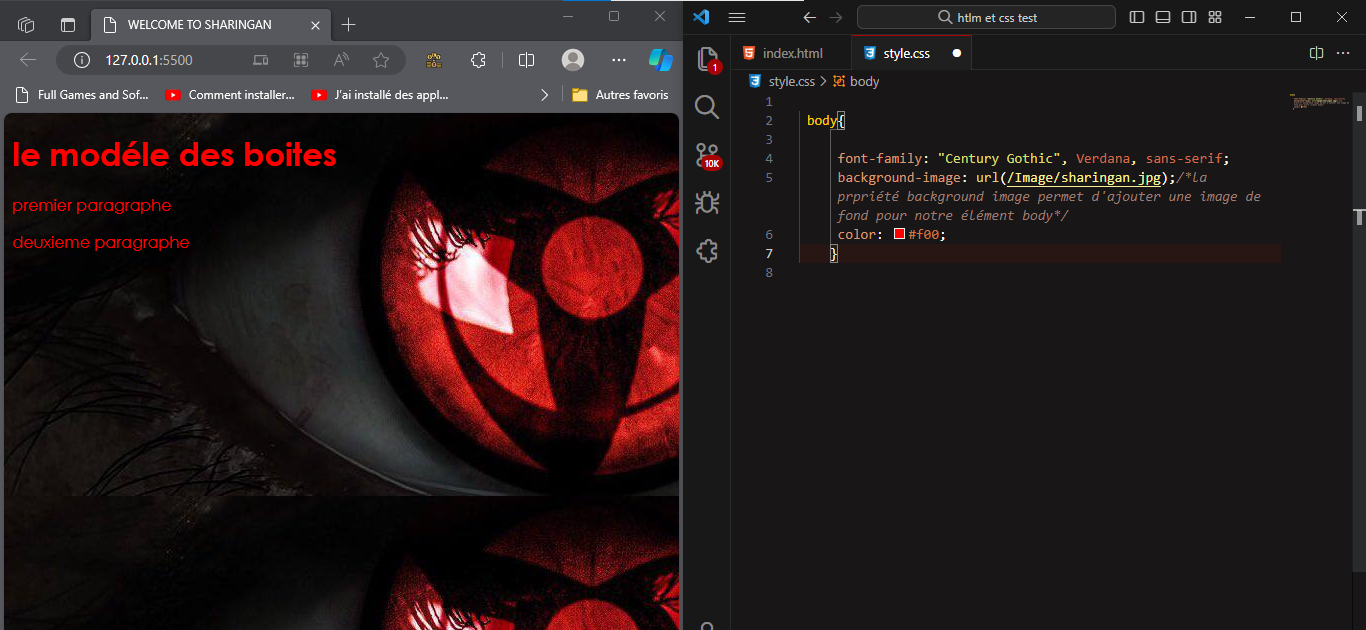 WELCOME TO SHARINGAN
127.0.0.1:5500
Full Games and Sof...
Comment installer...
J'ai installé des appl...
Autres favoris
le modéle des boites
premier paragraphe
deuxieme paragraphe
htlm et css test
index.html
style.css
style.css > body
1
2 body{
3
4 font-family: "Century Gothic", Verdana, sans-serif;
5 background-image: url(/Image/sharingan.jpg);/*la
prpriété background image permet d'ajouter une image de
fond pour notre élément body*/
6 color: #f00;
7 }
8
1
10K